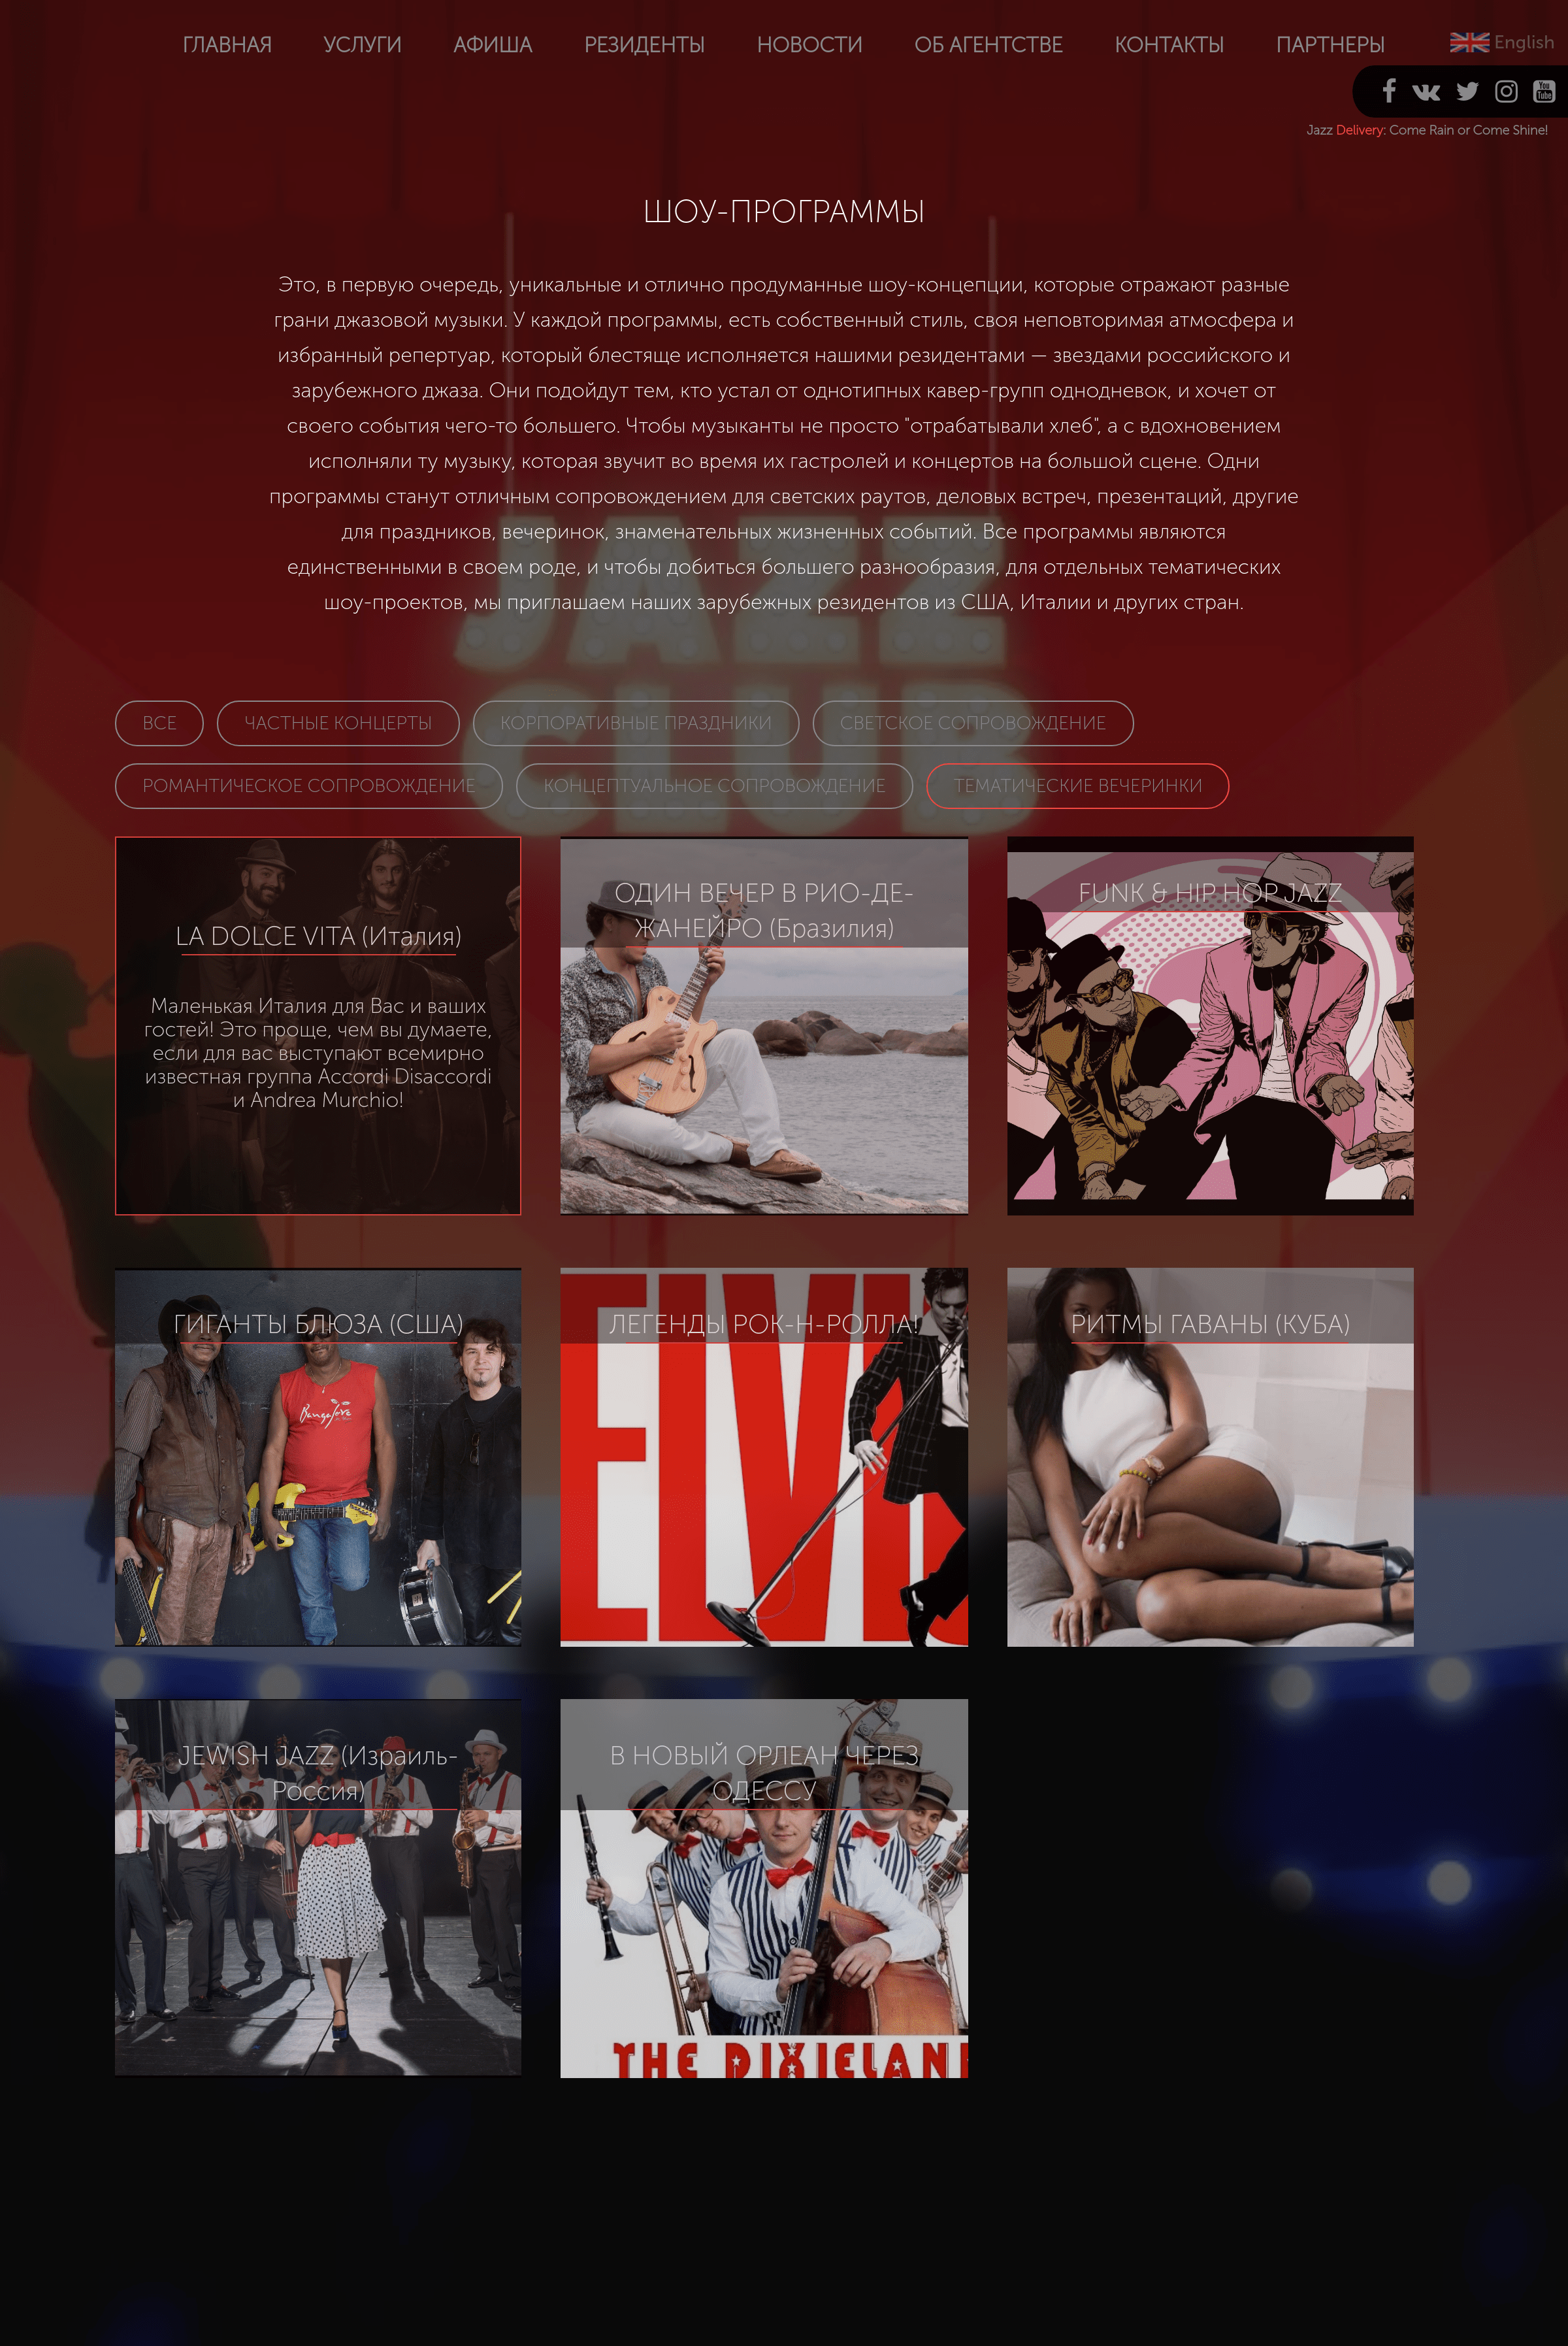 ГЛАВНАЯ УСЛУГИ АФИША РЕЗИДЕНТЫ НОВОСТИ ОБ АГЕНТСТВЕ КОНТАКТЫ ПАРТНЕРЫ English
You Tube
Jazz Delivery: Come Rain or Come Shine!
ШОУ-ПРОГРАММЫ
Это, в первую очередь, уникальные и отлично продуманные шоу-концепции, которые отражают разные
грани джазовой музыки. У каждой программы, есть собственный стиль, своя неповторимая атмосфера и
избранный репертуар, который блестяще исполняется нашими резидентами — звездами российского и
зарубежного джаза. Они подойдут тем, кто устал от однотипных кавер-групп однодневок, и хочет от
своего события чего-то большего. Чтобы музыканты не просто "отрабатывали хлеб", а с вдохновением
исполняли ту музыку, которая звучит во время их гастролей и концертов на большой сцене. Одни
программы станут отличным сопровождением для светских раутов, деловых встреч, презентаций, другие
для праздников, вечеринок, знаменательных жизненных событий. Все программы являются
единственными в своем роде, и чтобы добиться большего разнообразия, для отдельных тематических
шоу-проектов, мы приглашаем наших зарубежных резидентов из США, Италии и других стран.
JAZZ
CLUB
ВСЕ ЧАСТНЫЕ КОНЦЕРТЫ КОРПОРАТИВНЫЕ ПРАЗДНИКИ СВЕТСКОЕ СОПРОВОЖДЕНИЕ
РОМАНТИЧЕСКОЕ СОПРОВОЖДЕНИЕ КОНЦЕПТУАЛЬНОЕ СОПРОВОЖДЕНИЕ ТЕМАТИЧЕСКИЕ ВЕЧЕРИНКИ
LA DOLCE VITA (Италия)
Маленькая Италия для Вас и ваших
гостей! Это проще, чем вы думаете,
если для вас выступают всемирно
известная группа Accordi Disaccordi
и Andrea Murchio!
ОДИН ВЕЧЕР В РИО-ДЕ-
ЖАНЕЙРО (Бразилия)
FUNK & HIP HOP JAZZ
ГИГАНТЫ БЛЮЗА (США)
ЛЕГЕНДЫ РОК-Н-РОЛЛА!
ELVI
РИТМЫ ГАВАНЫ (КУБА)
JEWISH JAZZ (Израиль-
Россия)
В НОВЫЙ ОРЛЕАН ЧЕРЕЗ
ОДЕССУ
THE DIXIELAN